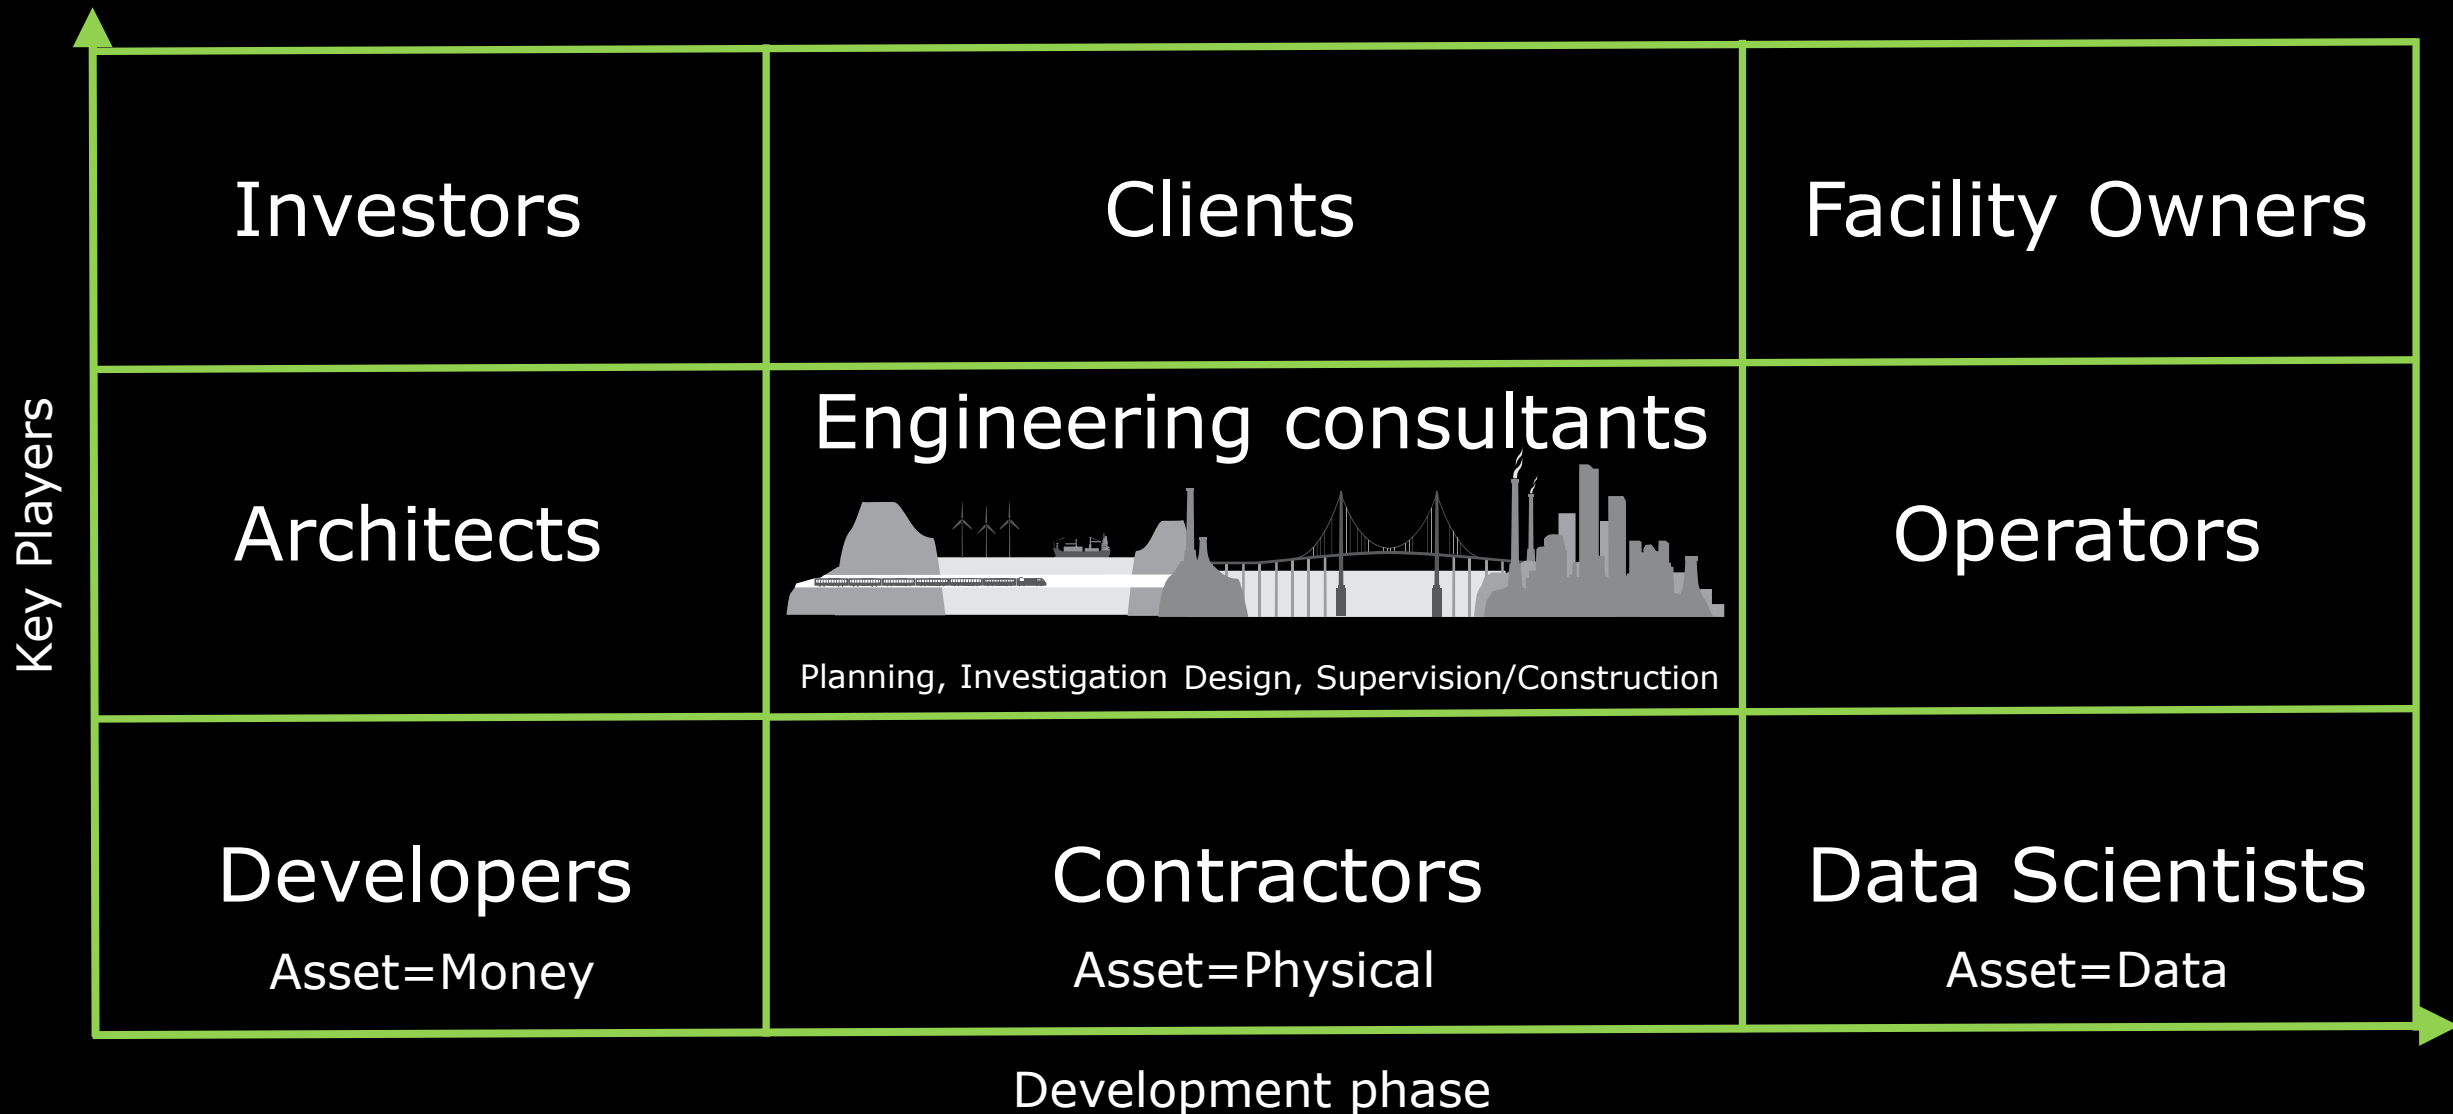 Investors
Clients
Facility Owners
Key Players
Architects
Engineering consultants
Planning, Investigation Design, Supervision/Construction
Operators
Developers
Asset=Money
Contractors
Asset=Physical
Data Scientists
Asset=Data
Development phase